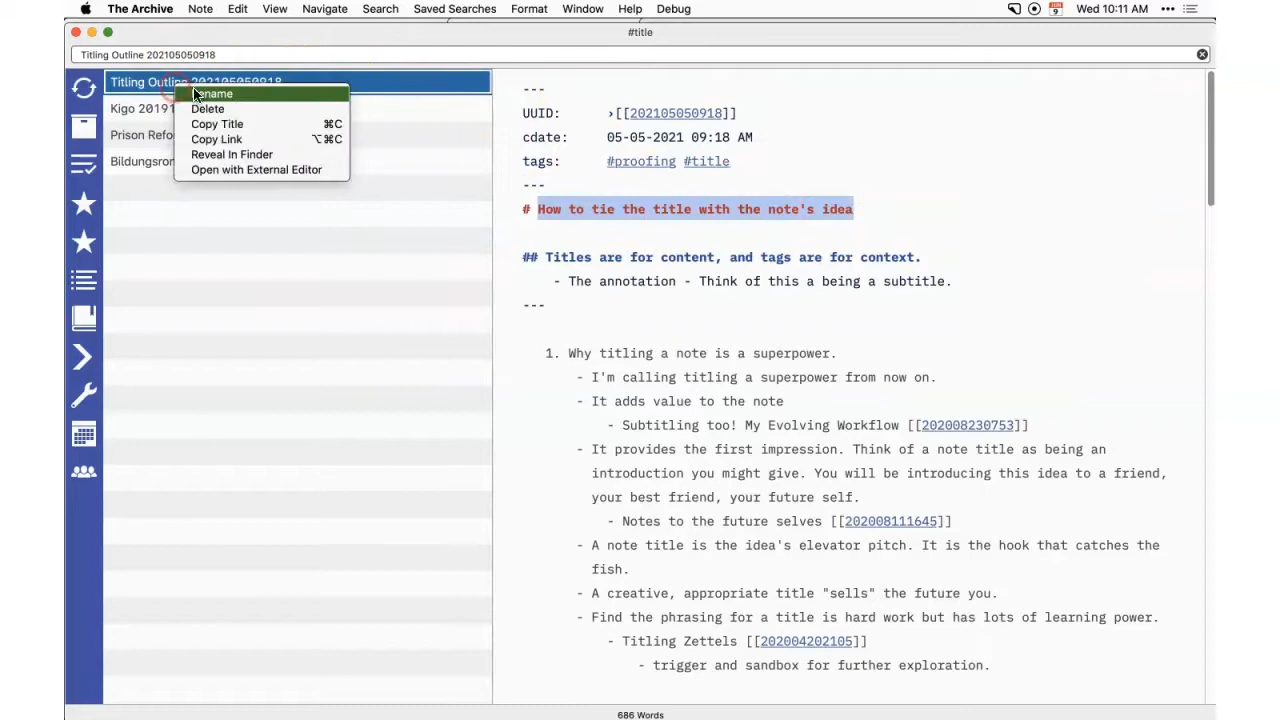 The Archive Note Edit View Navigate Search Saved Searches Format Window Help Debug JUN 9 Wed 10:11 AM
#title
Titling Outline 202105050918
Titling Outline 202105050918
Kigo 20191
Prison Refo
Bildungsron
Rename
Delete
Copy Title ⌘C
Copy Link ⌥⌘C
Reveal In Finder
Open with External Editor
---
UUID: ›[[202105050918]]
cdate: 05-05-2021 09:18 AM
tags: #proofing #title
---
# How to tie the title with the note's idea
## Titles are for content, and tags are for context.
- The annotation - Think of this a being a subtitle.
---
1. Why titling a note is a superpower.
- I'm calling titling a superpower from now on.
- It adds value to the note
- Subtitling too! My Evolving Workflow [[202008230753]]
- It provides the first impression. Think of a note title as being an
introduction you might give. You will be introducing this idea to a friend,
your best friend, your future self.
- Notes to the future selves [[202008111645]]
- A note title is the idea's elevator pitch. It is the hook that catches the
fish.
- A creative, appropriate title "sells" the future you.
- Find the phrasing for a title is hard work but has lots of learning power.
- Titling Zettels [[202004202105]]
- trigger and sandbox for further exploration.
686 Words